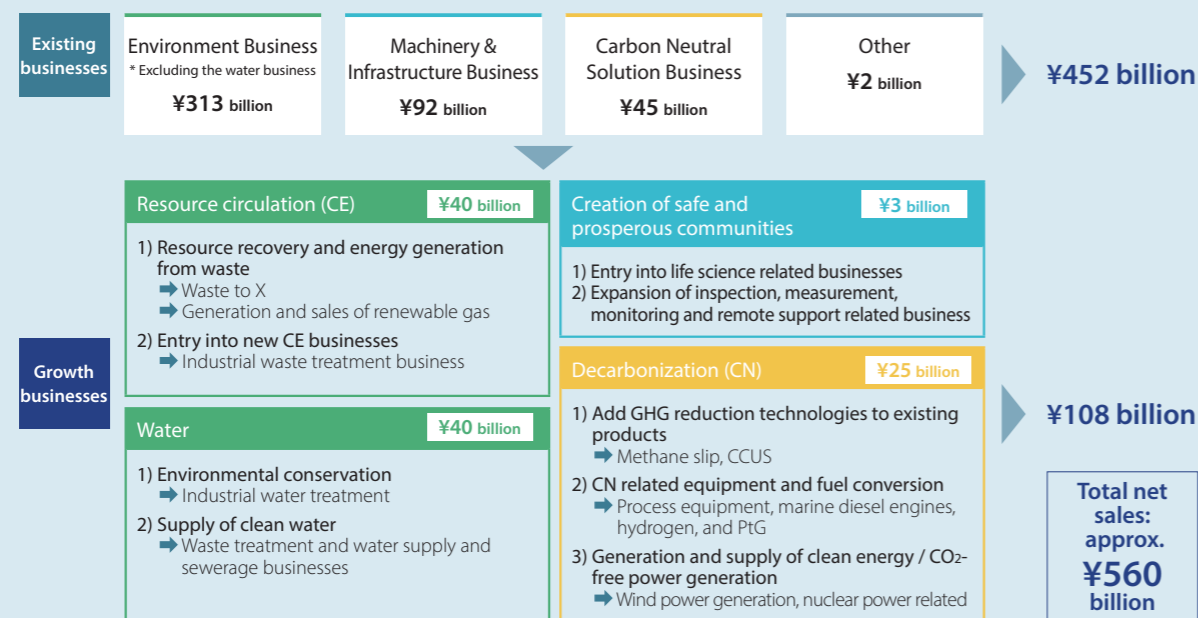 Existing
businesses
Environment Business
* Excluding the water business
¥313 billion
Machinery &
Infrastructure Business
¥92 billion
Carbon Neutral
Solution Business
¥45 billion
Other
¥2 billion
¥452 billion
Growth
businesses
Resource circulation (CE)
¥40 billion
1) Resource recovery and energy generation
from waste
➡ Waste to X
➡ Generation and sales of renewable gas
2) Entry into new CE businesses
➡ Industrial waste treatment business
Water
¥40 billion
1) Environmental conservation
➡ Industrial water treatment
2) Supply of clean water
➡ Waste treatment and water supply and
sewerage businesses
Creation of safe and
prosperous communities
¥3 billion
1) Entry into life science related businesses
2) Expansion of inspection, measurement,
monitoring and remote support related business
Decarbonization (CN)
¥25 billion
1) Add GHG reduction technologies to existing
products
➡ Methane slip, CCUS
2) CN related equipment and fuel conversion
➡ Process equipment, marine diesel engines,
hydrogen, and PtG
3) Generation and supply of clean energy / CO2-
free power generation
➡ Wind power generation, nuclear power related
¥108 billion
Total net
sales:
approx.
¥560
billion